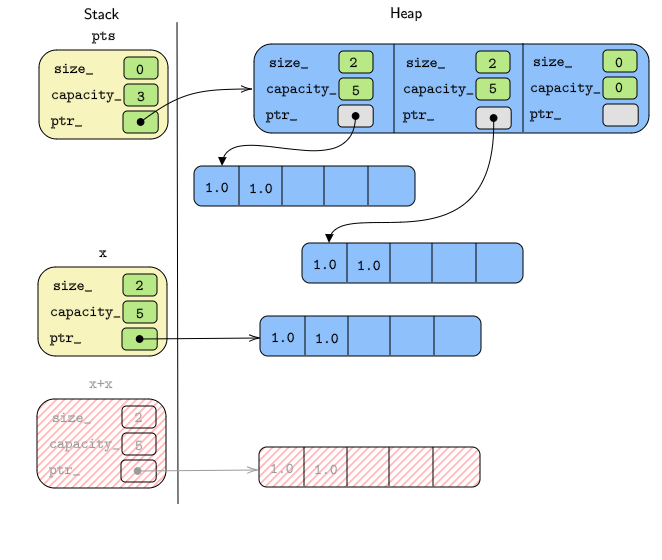 Stack
Heap
pts
size_ 0
capacity_ 3
ptr_
size_ 2
capacity_ 5
ptr_
size_ 2
capacity_ 5
ptr_
size_ 0
capacity_ 0
ptr_
1.0 1.0
1.0 1.0
x
size_ 2
capacity_ 5
ptr_
1.0 1.0
x+x
size_ 2
capacity_ 5
ptr_
1.0 1.0